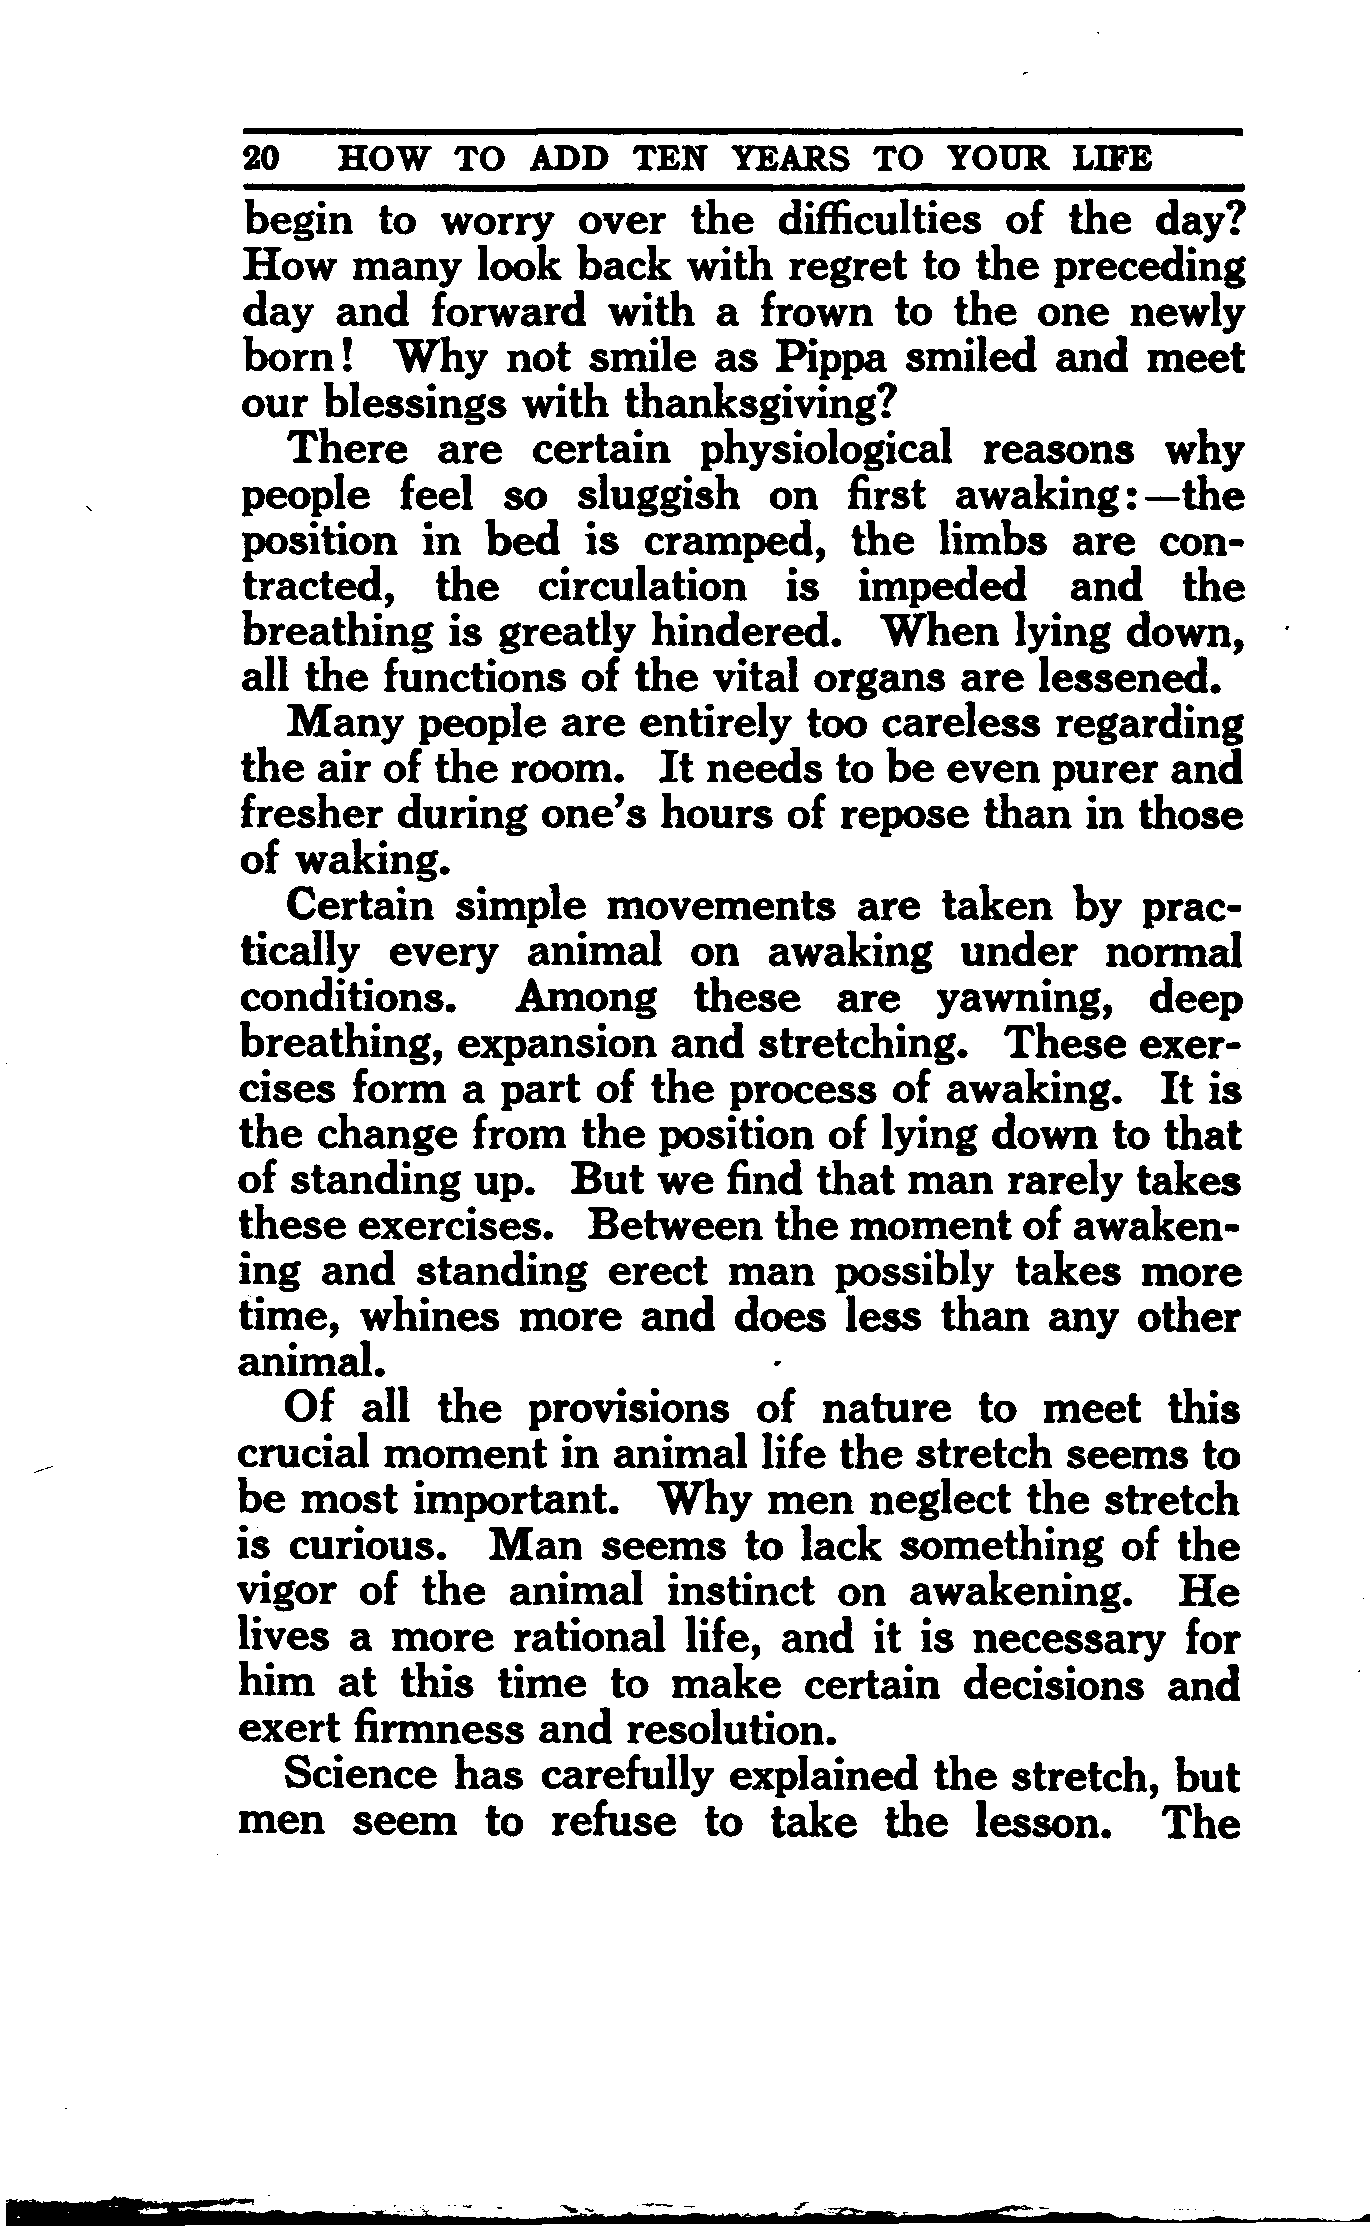 20 HOW TO ADD TEN YEARS TO YOUR LIFE
begin to worry over the difficulties of the day?
How many look back with regret to the preceding
day and forward with a frown to the one newly
born! Why not smile as Pippa smiled and meet
our blessings with thanksgiving?
There are certain physiological reasons why
people feel so sluggish on first awaking:—the
position in bed is cramped, the limbs are con-
tracted, the circulation is impeded and the
breathing is greatly hindered. When lying down,
all the functions of the vital organs are lessened.
Many people are entirely too careless regarding
the air of the room. It needs to be even purer and
fresher during one's hours of repose than in those
of waking.
Certain simple movements are taken by prac-
tically every animal on awaking under normal
conditions. Among these are yawning, deep
breathing, expansion and stretching. These exer-
cises form a part of the process of awaking. It is
the change from the position of lying down to that
of standing up. But we find that man rarely takes
these exercises. Between the moment of awaken-
ing and standing erect man possibly takes more
time, whines more and does less than any other
animal.
Of all the provisions of nature to meet this
crucial moment in animal life the stretch seems to
be most important. Why men neglect the stretch
is curious. Man seems to lack something of the
vigor of the animal instinct on awakening. He
lives a more rational life, and it is necessary for
him at this time to make certain decisions and
exert firmness and resolution.
Science has carefully explained the stretch, but
men seem to refuse to take the lesson. The